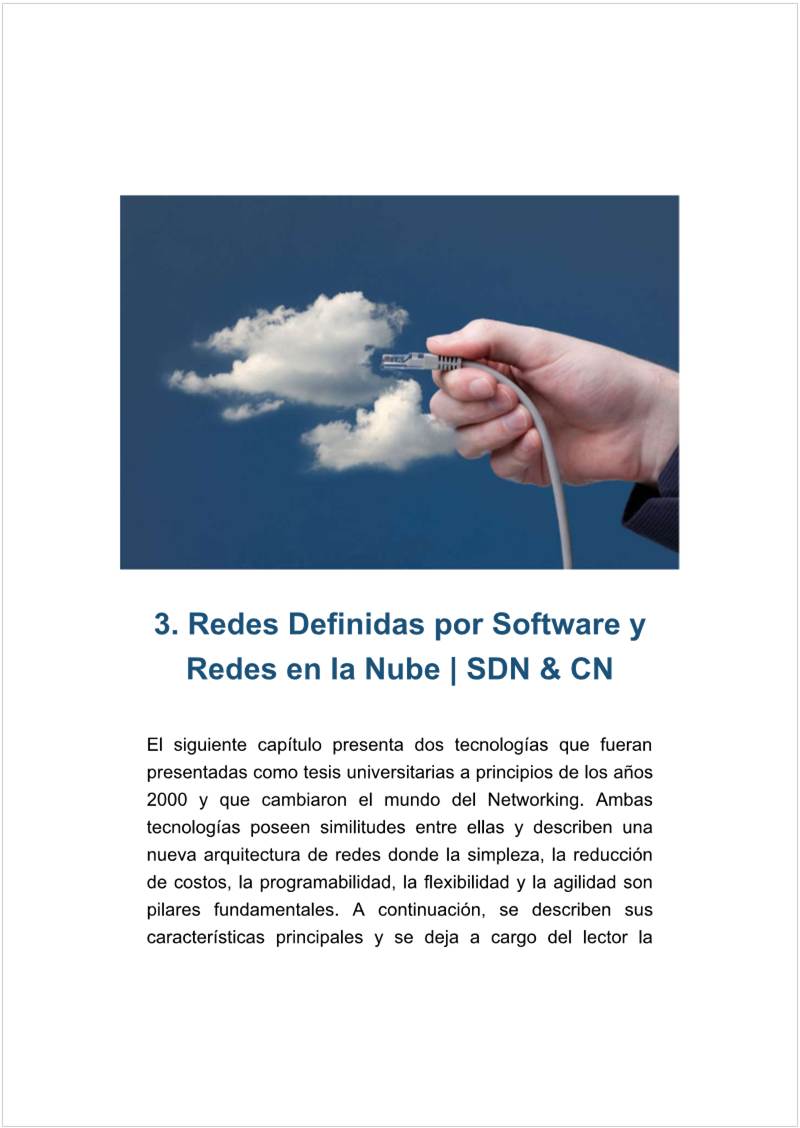 3. Redes Definidas por Software y
Redes en la Nube | SDN & CN
El siguiente capítulo presenta dos tecnologías que fueran
presentadas como tesis universitarias a principios de los años
2000 y que cambiaron el mundo del Networking. Ambas
tecnologías poseen similitudes entre ellas y describen una
nueva arquitectura de redes donde la simpleza, la reducción
de costos, la programabilidad, la flexibilidad y la agilidad son
pilares fundamentales. A continuación, se describen sus
características principales y se deja a cargo del lector la